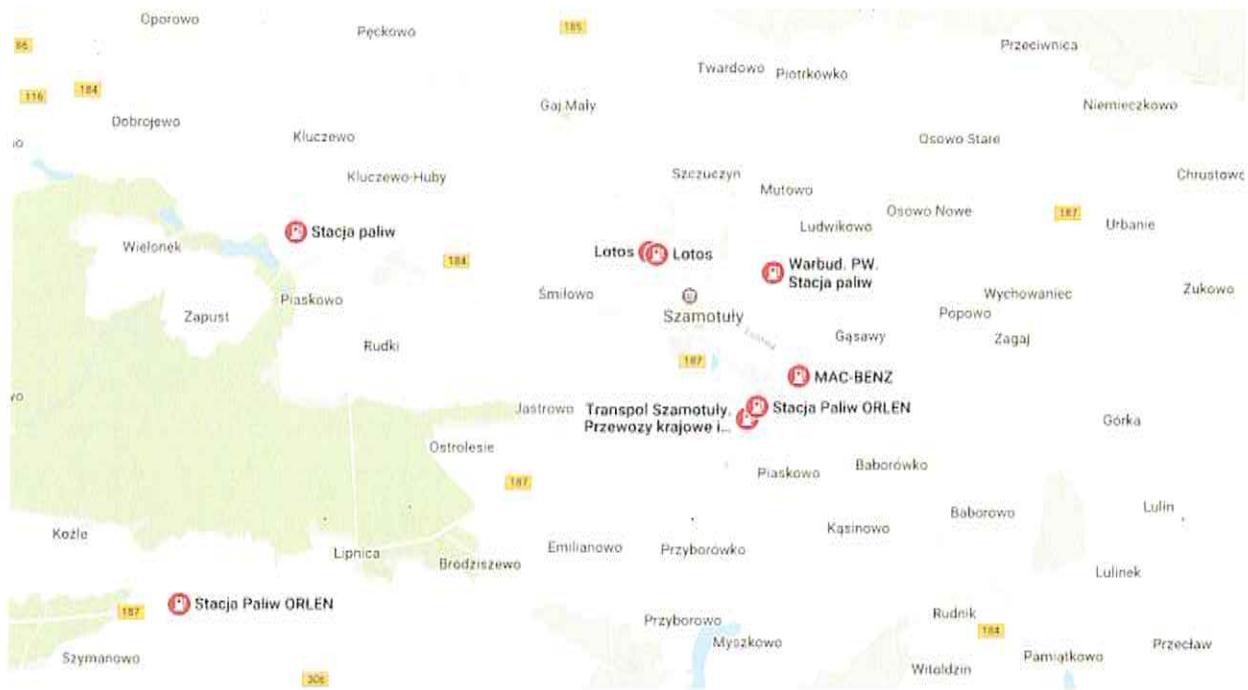 Oporowo
Pęckowo
185
Przeciwnica
116
184
Twardowo
Piotrkówko
Gaj Mały
Niemieczkowo
Dobrojewo
Kluczewo
Osowo Stare
Kluczewo-Huby
Szczuczyn
Mutowo
Chrustowo
Osowo Nowe
187
Ludwikowo
Urbanie
Stacja paliw
Wielonek
184
Lotos
Lotos
Warbud. PW.
Stacja paliw
Śmiłowo
Piaskowo
Wychowaniec
Żukowo
Zapust
Szamotuły
Popowo
Gąsawy
Zagaj
Rudki
187
MAC-BENZ
Jastrowo
Transpol Szamotuły.
Przewozy krajowe i...
Stacja Paliw ORLEN
Górka
Ostrolesie
Piaskowo
Baborówko
187
Lulin
Baborowo
Koźle
Kąsinowo
Lipnica
Emilianowo
Przyborówko
Brodziszewo
Lulinek
187
Stacja Paliw ORLEN
Rudnik
Przyborowo
184
Myszkowo
Przecław
Szymanowo
Pamiątkowo
Witoldzin
306